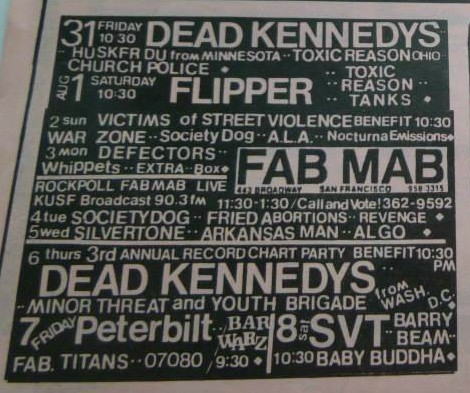 31 FRIDAY 10 30 DEAD KENNEDYS
HUSKER DU from MINNESOTA ·· TOXIC REASON OHIO
CHURCH POLICE ◆
AUG 1 SATURDAY 10:30 FLIPPER ·· TOXIC REASON ·· TANKS ◆
2 sun VICTIMS of STREET VIOLENCE BENEFIT 10:30
WAR ZONE ·· Society Dog ·· A.L.A. ·· Nocturna Emissions ◆
3 mon DEFECTORS ··
Whippets ·· EXTRA ·· Box ◆
FAB MAB
443 BROADWAY SAN FRANCISCO 956-3315
ROCKPOLL FAB MAB LIVE
KUSF Broadcast 90.3 fm 11:30-1:30/Call and Vote! 362-9592
4 tue SOCIETYDOG ·· FRIED ABORTIONS ·· REVENGE ◆
5 wed SILVERTONE ·· ARKANSAS MAN ·· ALGO ◆
6 thurs 3rd ANNUAL RECORD CHART PARTY BENEFIT 10:30 PM
DEAD KENNEDYS
·· MINOR THREAT and YOUTH BRIGADE from WASH. D.C. ◆
7 FRIDAY Peterbilt ·· BAR WARZ
FAB. TITANS ·· 07080 / 9:30 ◆
8 sat SVT ·· BARRY BEAM ··
10:30 BABY BUDDHA ◆